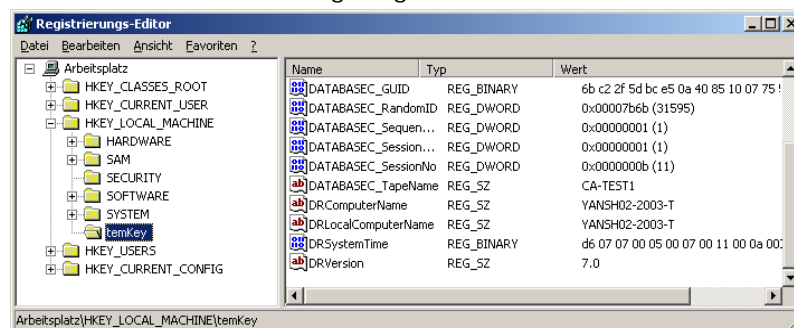 Registrierungs-Editor
Datei Bearbeiten Ansicht Favoriten ?
Arbeitsplatz
HKEY_CLASSES_ROOT
HKEY_CURRENT_USER
HKEY_LOCAL_MACHINE
HARDWARE
SAM
SECURITY
SOFTWARE
SYSTEM
temKey
HKEY_USERS
HKEY_CURRENT_CONFIG
Name Typ Wert
DATABASEC_GUID REG_BINARY 6b c2 2f 5d bc e5 0a 40 85 10 07 75
DATABASEC_RandomID REG_DWORD 0x00007b6b (31595)
DATABASEC_Sequen... REG_DWORD 0x00000001 (1)
DATABASEC_Session... REG_DWORD 0x00000001 (1)
DATABASEC_SessionNo REG_DWORD 0x0000000b (11)
DATABASEC_TapeName REG_SZ CA-TEST1
DRComputerName REG_SZ YANSH02-2003-T
DRLocalComputerName REG_SZ YANSH02-2003-T
DRSystemTime REG_BINARY d6 07 07 00 05 00 07 00 11 00 0a
DRVersion REG_SZ 7.0
Arbeitsplatz\HKEY_LOCAL_MACHINE\temKey